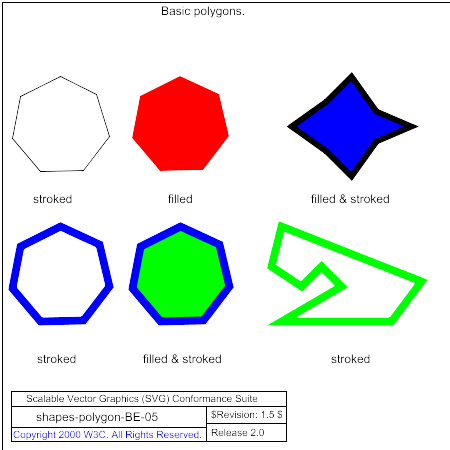 Basic polygons.
stroked
filled
filled & stroked
stroked
filled & stroked
stroked
Scalable Vector Graphics (SVG) Conformance Suite
shapes-polygon-BE-05
$Revision: 1.5 $
Copyright 2000 W3C. All Rights Reserved.
Release 2.0